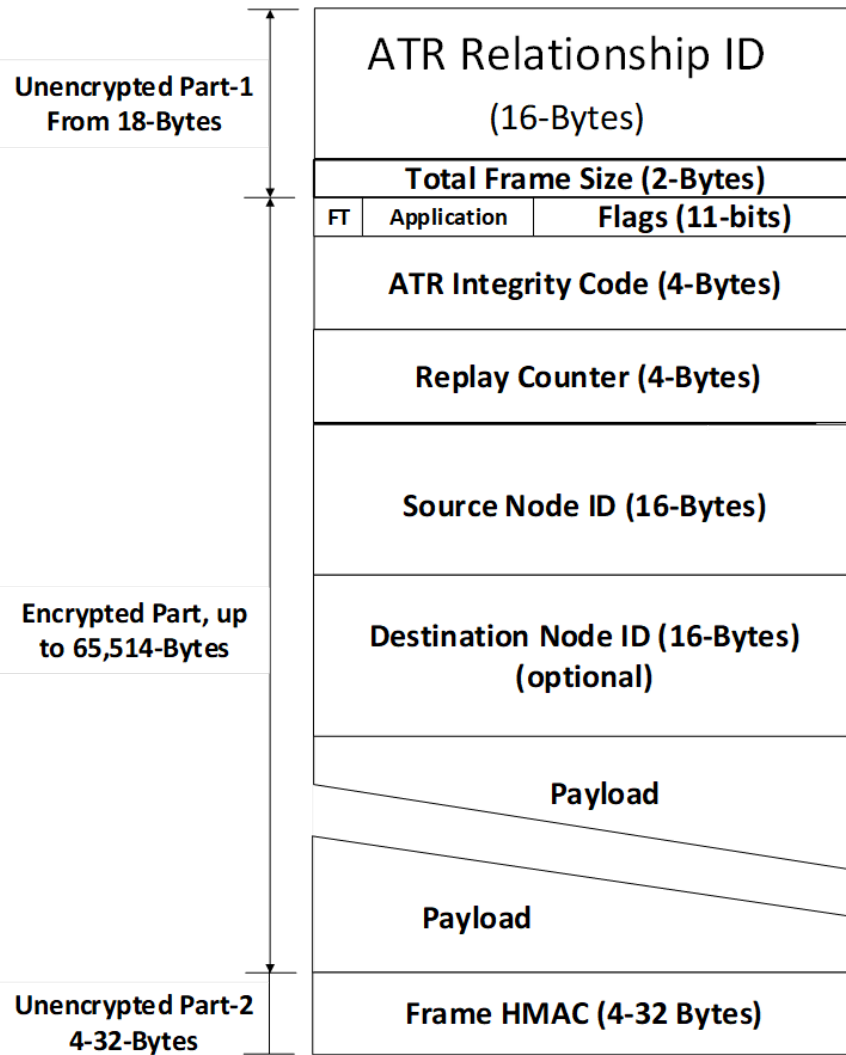 ATR Relationship ID
(16-Bytes)
Unencrypted Part-1
From 18-Bytes
Total Frame Size (2-Bytes)
FT
Application
Flags (11-bits)
ATR Integrity Code (4-Bytes)
Replay Counter (4-Bytes)
Source Node ID (16-Bytes)
Encrypted Part, up
to 65,514-Bytes
Destination Node ID (16-Bytes)
(optional)
Payload
Payload
Unencrypted Part-2
4-32-Bytes
Frame HMAC (4-32 Bytes)